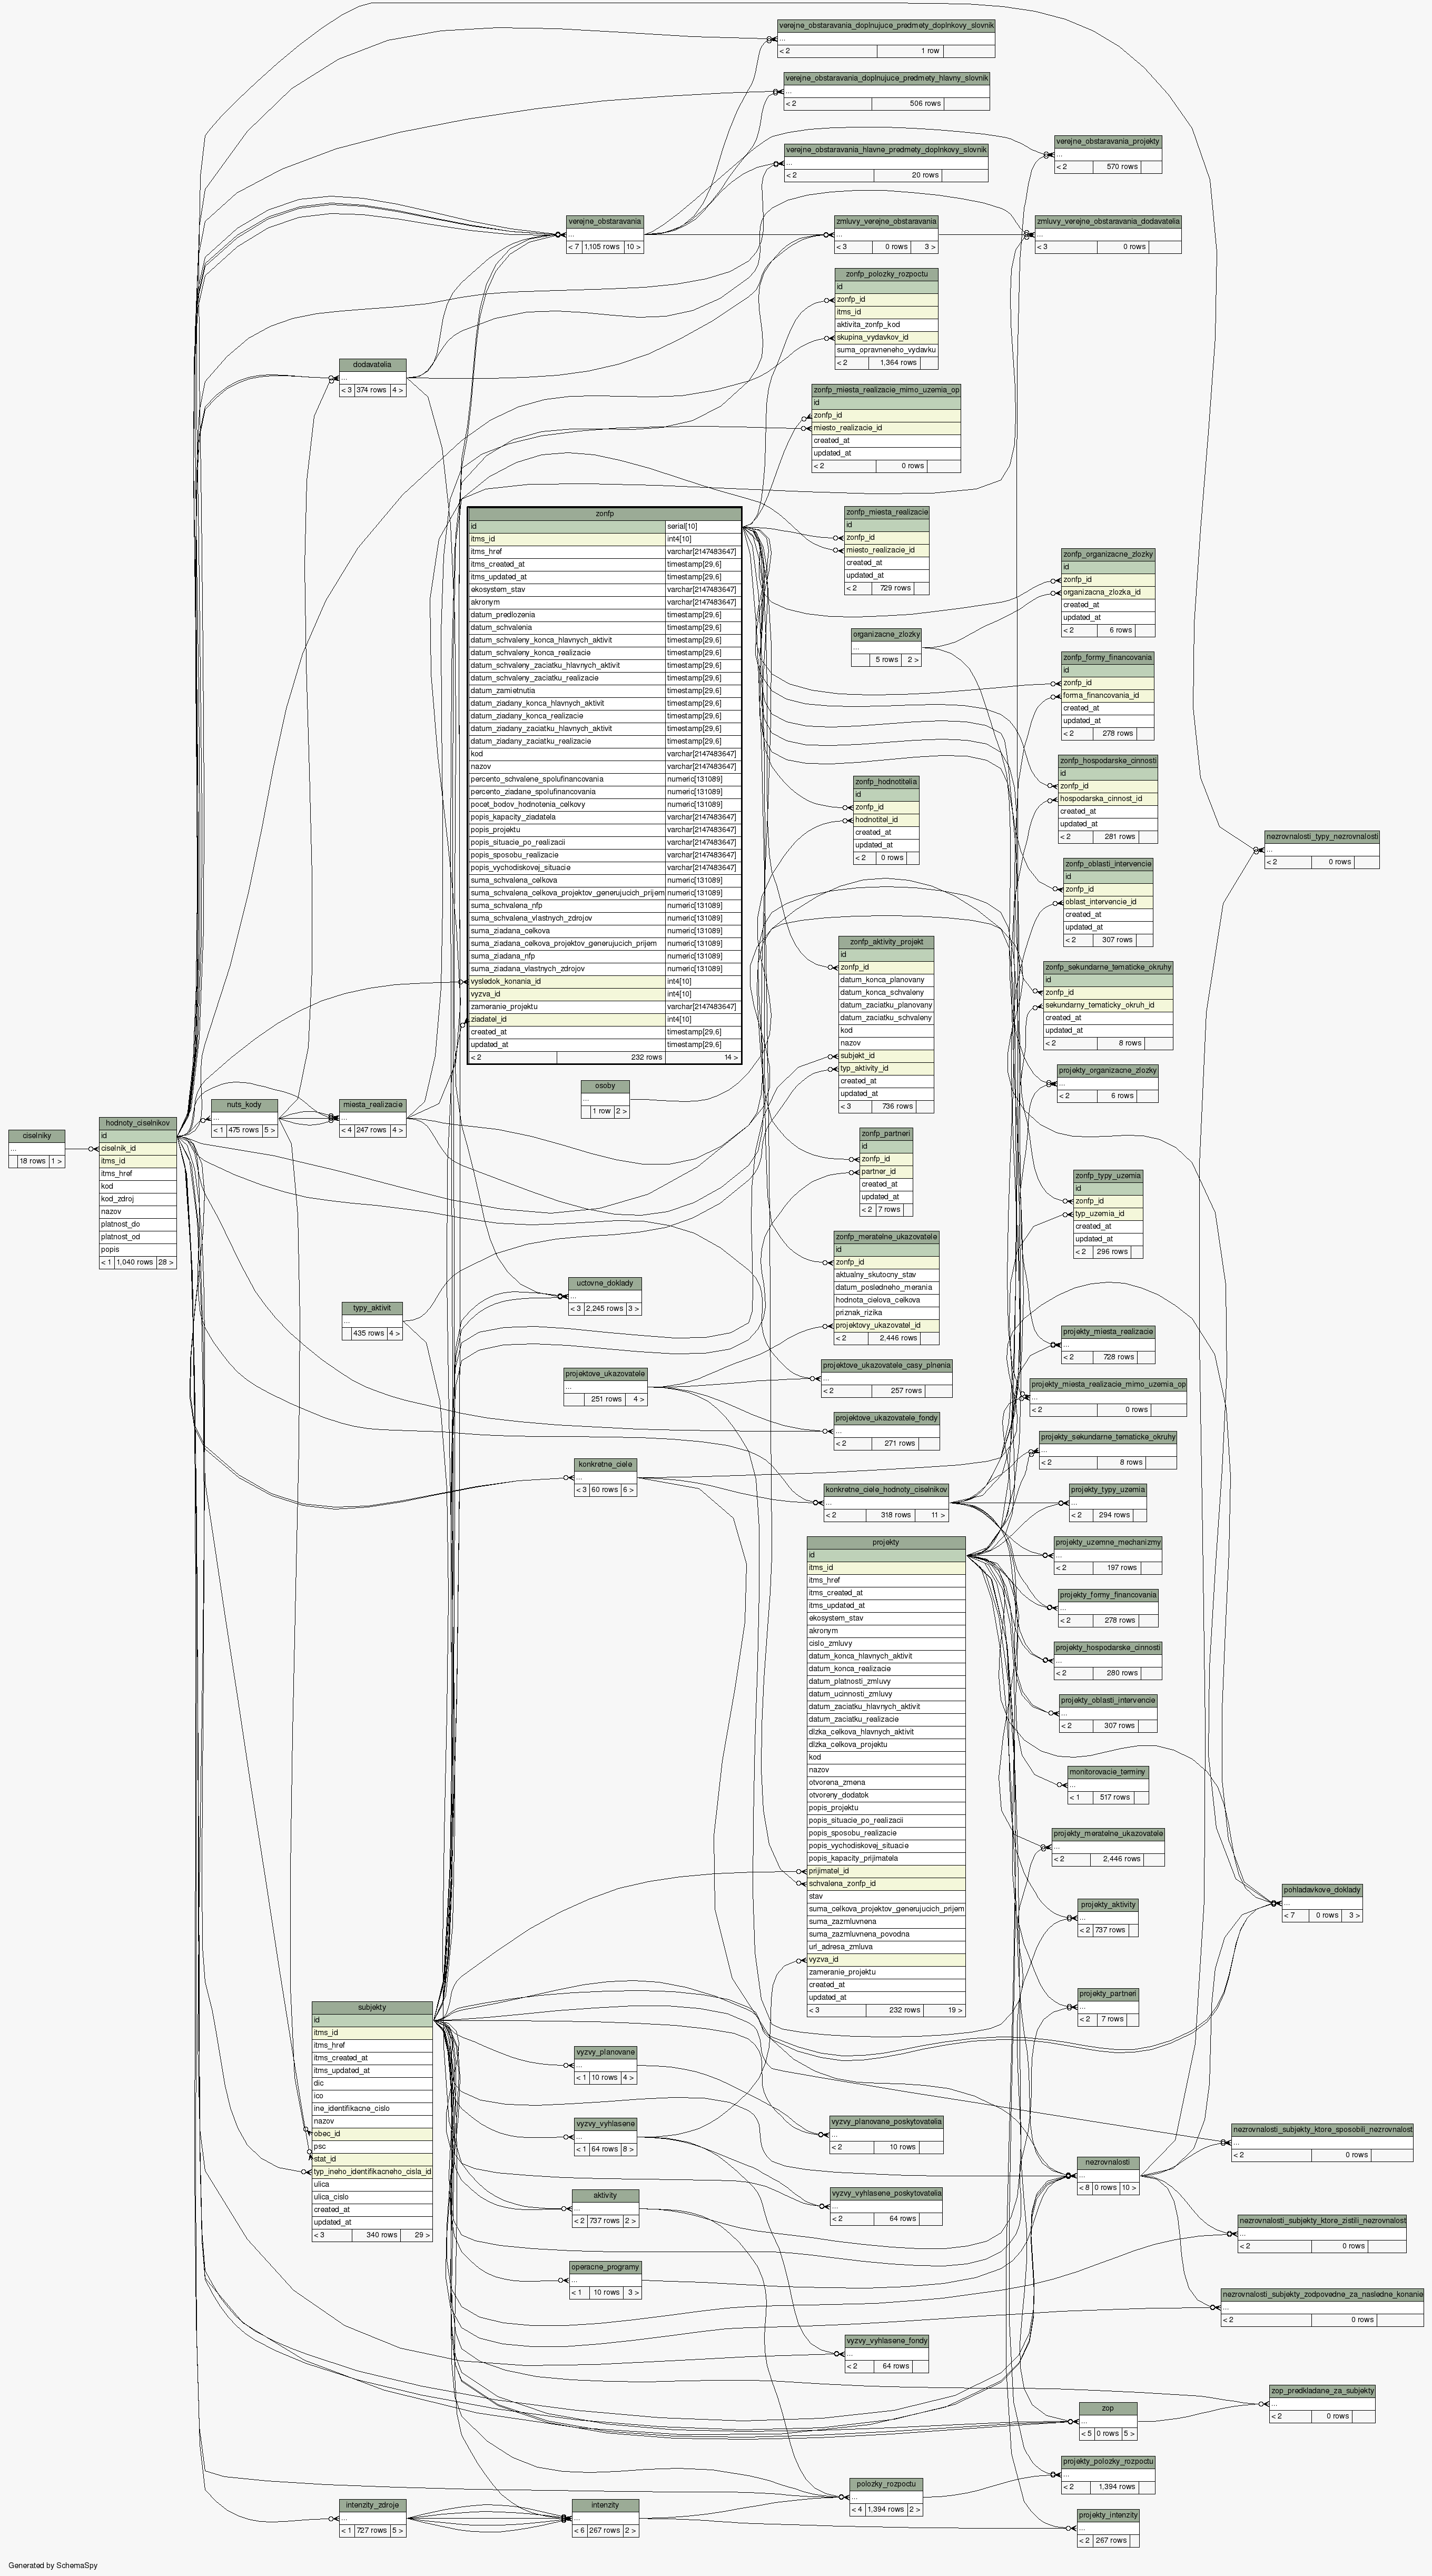 verejne_obstaravania_doplnujuce_predmety_doplnkovy_slovnik
...
< 2 1 row
verejne_obstaravania_doplnujuce_predmety_hlavny_slovnik
...
< 2 506 rows
verejne_obstaravania_projekty
...
< 2 570 rows
verejne_obstaravania_hlavne_predmety_doplnkovy_slovnik
...
< 2 20 rows
verejne_obstaravania
...
< 7 1,105 rows 10 >
zmluvy_verejne_obstaravania
...
< 3 0 rows 3 >
zmluvy_verejne_obstaravania_dodavatelia
...
< 3 0 rows
zonfp_polozky_rozpoctu
id
zonfp_id
itms_id
aktivita_zonfp_kod
skupina_vydavkov_id
suma_opravneneho_vydavku
< 2 1,364 rows
dodavatelia
...
< 3 374 rows 4 >
zonfp_miesta_realizacie_mimo_uzemia_op
id
zonfp_id
miesto_realizacie_id
created_at
updated_at
< 2 0 rows
zonfp
id serial[10]
itms_id int4[10]
itms_href varchar[2147483647]
itms_created_at timestamp[29,6]
itms_updated_at timestamp[29,6]
ekosystem_stav varchar[2147483647]
akronym varchar[2147483647]
datum_predlozenia timestamp[29,6]
datum_schvalenia timestamp[29,6]
datum_schvaleny_konca_hlavnych_aktivit timestamp[29,6]
datum_schvaleny_konca_realizacie timestamp[29,6]
datum_schvaleny_zaciatku_hlavnych_aktivit timestamp[29,6]
datum_schvaleny_zaciatku_realizacie timestamp[29,6]
datum_zamietnutia timestamp[29,6]
datum_ziadany_konca_hlavnych_aktivit timestamp[29,6]
datum_ziadany_konca_realizacie timestamp[29,6]
datum_ziadany_zaciatku_hlavnych_aktivit timestamp[29,6]
datum_ziadany_zaciatku_realizacie timestamp[29,6]
kod varchar[2147483647]
nazov varchar[2147483647]
percento_schvalene_spolufinancovania numeric[131089]
percento_ziadane_spolufinancovania numeric[131089]
pocet_bodov_hodnotenia_celkovy numeric[131089]
popis_kapacity_ziadatela varchar[2147483647]
popis_projektu varchar[2147483647]
popis_situacie_po_realizacii varchar[2147483647]
popis_sposobu_realizacie varchar[2147483647]
popis_vychodiskovej_situacie varchar[2147483647]
suma_schvalena_celkova numeric[131089]
suma_schvalena_celkova_projektov_generujucich_prijem numeric[131089]
suma_schvalena_nfp numeric[131089]
suma_schvalena_vlastnych_zdrojov numeric[131089]
suma_ziadana_celkova numeric[131089]
suma_ziadana_celkova_projektov_generujucich_prijem numeric[131089]
suma_ziadana_nfp numeric[131089]
suma_ziadana_vlastnych_zdrojov numeric[131089]
vysledok_konania_id int4[10]
vyzva_id int4[10]
zameranie_projektu varchar[2147483647]
ziadatel_id int4[10]
created_at timestamp[29,6]
updated_at timestamp[29,6]
< 2 232 rows 14 >
zonfp_miesta_realizacie
id
zonfp_id
miesto_realizacie_id
created_at
updated_at
< 2 729 rows
zonfp_organizacne_zlozky
id
zonfp_id
organizacna_zlozka_id
created_at
updated_at
< 2 6 rows
organizacne_zlozky
...
5 rows 2 >
zonfp_formy_financovania
id
zonfp_id
forma_financovania_id
created_at
updated_at
< 2 278 rows
zonfp_hospodarske_cinnosti
id
zonfp_id
hospodarska_cinnost_id
created_at
updated_at
< 2 281 rows
zonfp_hodnotitelia
id
zonfp_id
hodnotitel_id
created_at
updated_at
< 2 0 rows
nezrovnalosti_typy_nezrovnalosti
...
< 2 0 rows
zonfp_oblasti_intervencie
id
zonfp_id
oblast_intervencie_id
created_at
updated_at
< 2 307 rows
zonfp_aktivity_projekt
id
zonfp_id
datum_konca_planovany
datum_konca_schvaleny
datum_zaciatku_planovany
datum_zaciatku_schvaleny
kod
nazov
subjekt_id
typ_aktivity_id
created_at
updated_at
< 3 736 rows
zonfp_sekundarne_tematicke_okruhy
id
zonfp_id
sekundarny_tematicky_okruh_id
created_at
updated_at
< 2 8 rows
projekty_organizacne_zlozky
...
< 2 6 rows
osoby
...
1 row 2 >
nuts_kody
...
< 1 475 rows 5 >
miesta_realizacie
...
< 4 247 rows 4 >
ciselniky
...
18 rows 1 >
hodnoty_ciselnikov
id
ciselnik_id
itms_id
itms_href
kod
kod_zdroj
nazov
platnost_do
platnost_od
popis
< 1 1,040 rows 28 >
zonfp_partneri
id
zonfp_id
partner_id
created_at
updated_at
< 2 7 rows
zonfp_typy_uzemia
id
zonfp_id
typ_uzemia_id
created_at
updated_at
< 2 296 rows
zonfp_meratelne_ukazovatele
id
zonfp_id
aktualny_skutocny_stav
datum_posledneho_merania
hodnota_cielova_celkova
priznak_rizika
projektovy_ukazovatel_id
< 2 2,446 rows
uctovne_doklady
...
< 3 2,245 rows 3 >
typy_aktivit
...
435 rows 4 >
projekty_miesta_realizacie
...
< 2 728 rows
projektove_ukazovatele
...
251 rows 4 >
projektove_ukazovatele_casy_plnenia
...
< 2 257 rows
projekty_miesta_realizacie_mimo_uzemia_op
...
< 2 0 rows
projektove_ukazovatele_fondy
...
< 2 271 rows
projekty_sekundarne_tematicke_okruhy
...
< 2 8 rows
konkretne_ciele
...
< 3 60 rows 6 >
konkretne_ciele_hodnoty_ciselnikov
...
< 2 318 rows 11 >
projekty_typy_uzemia
...
< 2 294 rows
projekty
id
itms_id
itms_href
itms_created_at
itms_updated_at
ekosystem_stav
akronym
cislo_zmluvy
datum_konca_hlavnych_aktivit
datum_konca_realizacie
datum_platnosti_zmluvy
datum_ucinnosti_zmluvy
datum_zaciatku_hlavnych_aktivit
datum_zaciatku_realizacie
dlzka_celkova_hlavnych_aktivit
dlzka_celkova_projektu
kod
nazov
otvorena_zmena
otvoreny_dodatok
popis_projektu
popis_situacie_po_realizacii
popis_sposobu_realizacie
popis_vychodiskovej_situacie
popis_kapacity_prijimatela
prijimatel_id
schvalena_zonfp_id
stav
suma_celkova_projektov_generujucich_prijem
suma_zazmluvnena
suma_zazmluvnena_povodna
url_adresa_zmluva
vyzva_id
zameranie_projektu
created_at
updated_at
< 3 232 rows 19 >
projekty_uzemne_mechanizmy
...
< 2 197 rows
projekty_formy_financovania
...
< 2 278 rows
projekty_hospodarske_cinnosti
...
< 2 280 rows
projekty_oblasti_intervencie
...
< 2 307 rows
monitorovacie_terminy
...
< 1 517 rows
projekty_meratelne_ukazovatele
...
< 2 2,446 rows
pohladavkove_doklady
...
< 7 0 rows 3 >
projekty_aktivity
...
< 2 737 rows
projekty_partneri
...
< 2 7 rows
subjekty
id
itms_id
itms_href
itms_created_at
itms_updated_at
dic
ico
ine_identifikacne_cislo
nazov
obec_id
psc
stat_id
typ_ineho_identifikacneho_cisla_id
ulica
ulica_cislo
created_at
updated_at
< 3 340 rows 29 >
vyzvy_planovane
...
< 1 10 rows 4 >
vyzvy_vyhlasene
...
< 1 64 rows 8 >
vyzvy_planovane_poskytovatelia
...
< 2 10 rows
nezrovnalosti_subjekty_ktore_sposobili_nezrovnalost
...
< 2 0 rows
nezrovnalosti
...
< 8 0 rows 10 >
aktivity
...
< 2 737 rows 2 >
vyzvy_vyhlasene_poskytovatelia
...
< 2 64 rows
nezrovnalosti_subjekty_ktore_zistili_nezrovnalost
...
< 2 0 rows
operacne_programy
...
< 1 10 rows 3 >
nezrovnalosti_subjekty_zodpovedne_za_nasledne_konanie
...
< 2 0 rows
vyzvy_vyhlasene_fondy
...
< 2 64 rows
zop_predkladane_za_subjekty
...
< 2 0 rows
zop
...
< 5 0 rows 5 >
projekty_polozky_rozpoctu
...
< 2 1,394 rows
polozky_rozpoctu
...
< 4 1,394 rows 2 >
intenzity_zdroje
...
< 1 727 rows 5 >
intenzity
...
< 6 267 rows 2 >
projekty_intenzity
...
< 2 267 rows
Generated by SchemaSpy